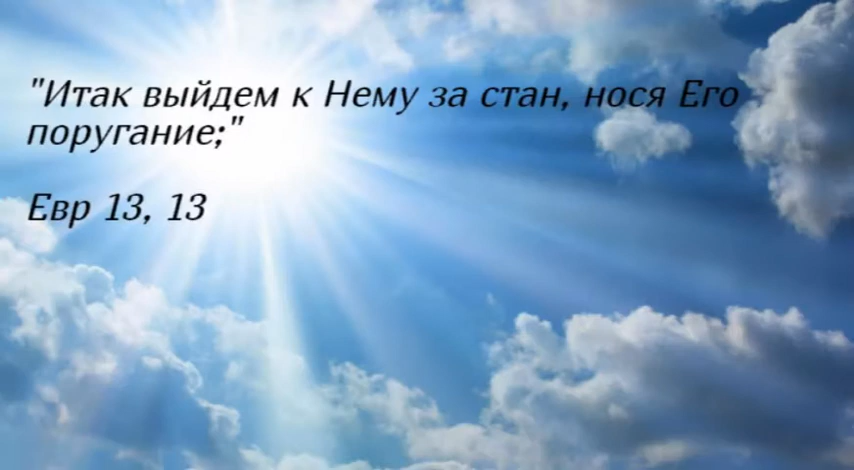 "Итак выйдем к Нему за стан, нося Его
поругание;"
Евр 13, 13